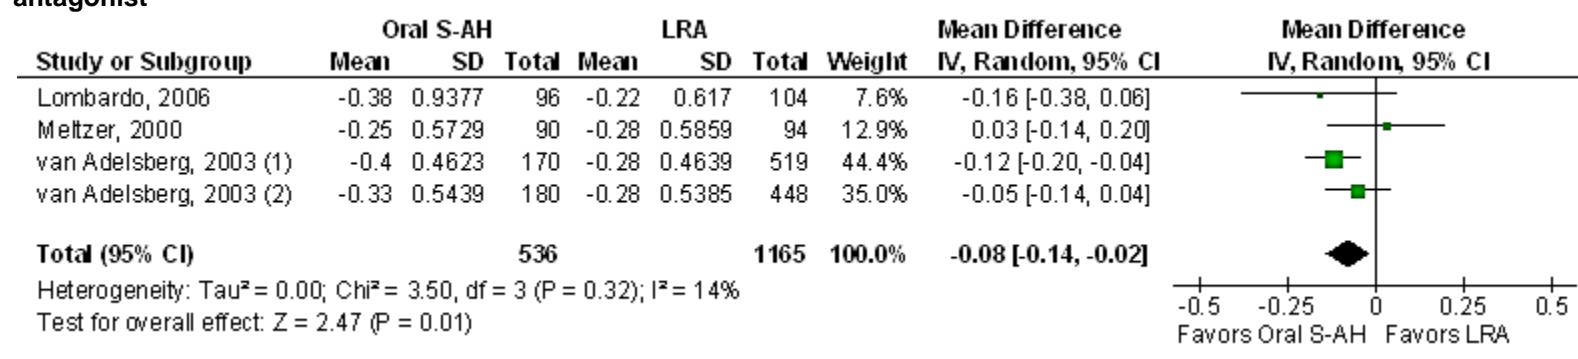 antagonist
Oral S-AH LRA Mean Difference Mean Difference
Study or Subgroup Mean SD Total Mean SD Total Weight IV, Random, 95% CI IV, Random, 95% CI
Lombardo, 2006 -0.38 0.9377 96 -0.22 0.617 104 7.6% -0.16 [-0.38, 0.06]
Meltzer, 2000 -0.25 0.5729 90 -0.28 0.5859 94 12.9% 0.03 [-0.14, 0.20]
van Adelsberg, 2003 (1) -0.4 0.4623 170 -0.28 0.4639 519 44.4% -0.12 [-0.20, -0.04]
van Adelsberg, 2003 (2) -0.33 0.5439 180 -0.28 0.5385 448 35.0% -0.05 [-0.14, 0.04]
Total (95% CI) 536 1165 100.0% -0.08 [-0.14, -0.02]
Heterogeneity: Tau² = 0.00; Chi² = 3.50, df = 3 (P = 0.32); I² = 14%
Test for overall effect: Z = 2.47 (P = 0.01)
-0.5 -0.25 0 0.25 0.5
Favors Oral S-AH Favors LRA